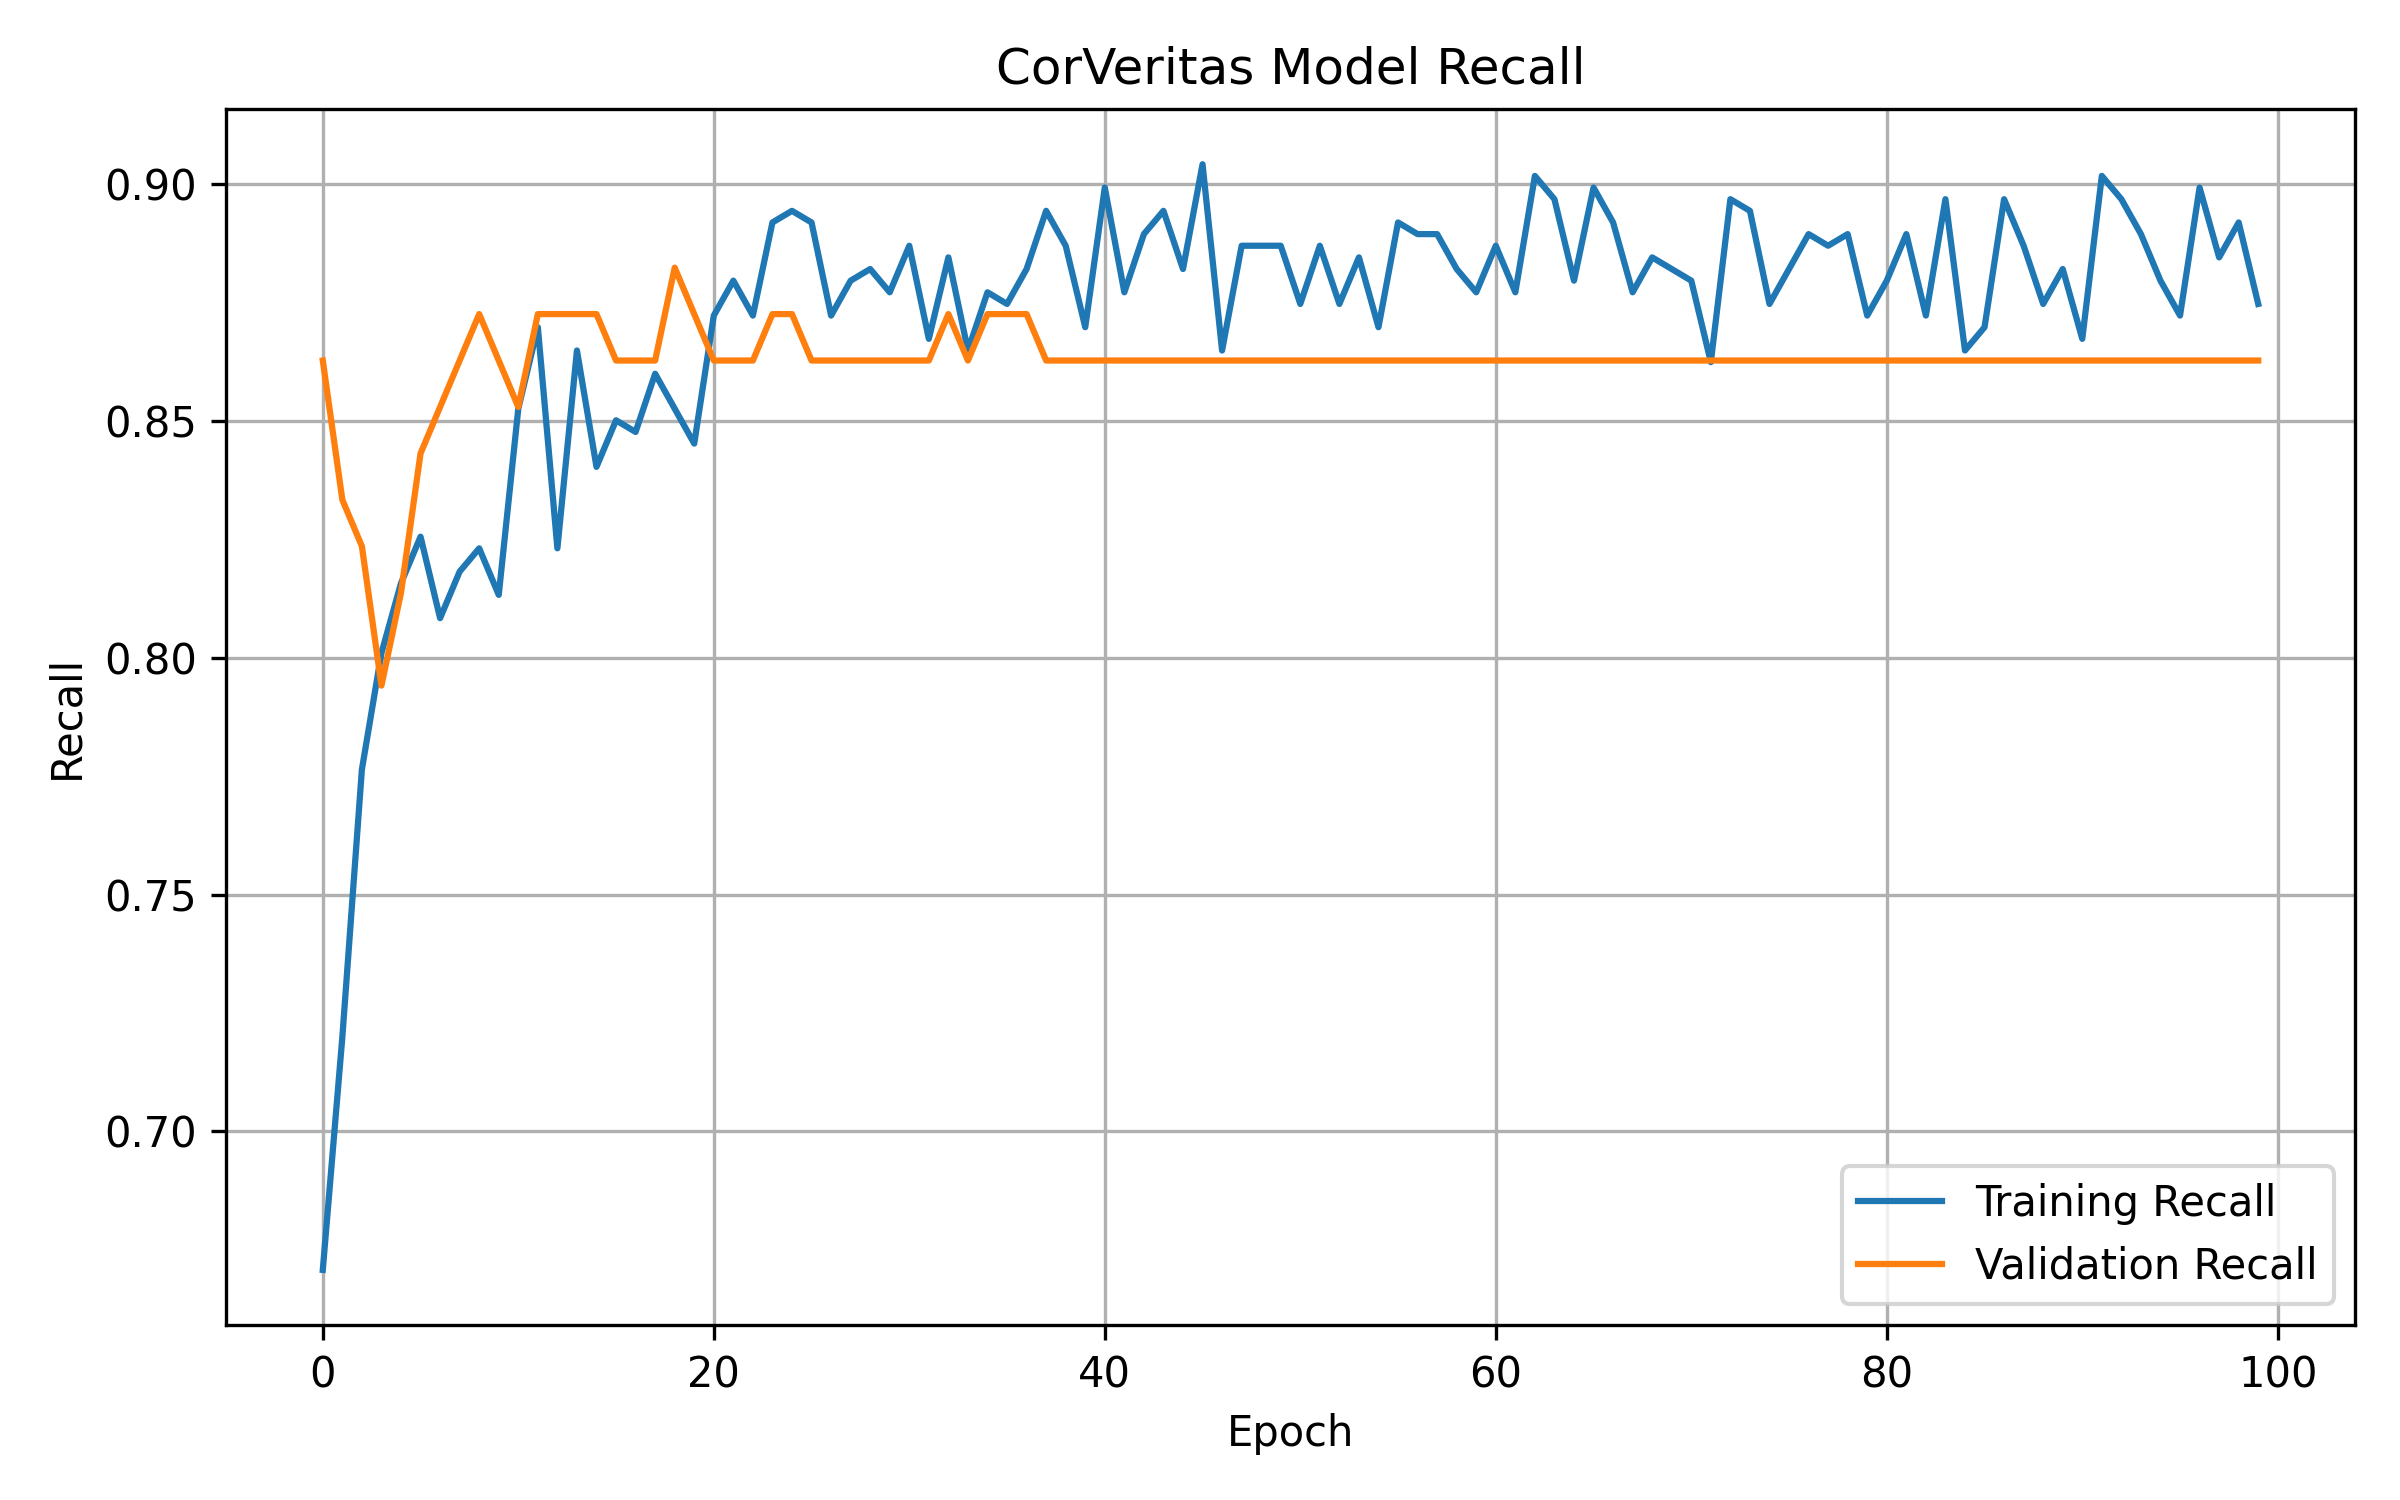 CorVeritas Model Recall
Recall
0.90
0.85
0.80
0.75
0.70
0
20
40
60
80
100
Epoch
Training Recall
Validation Recall